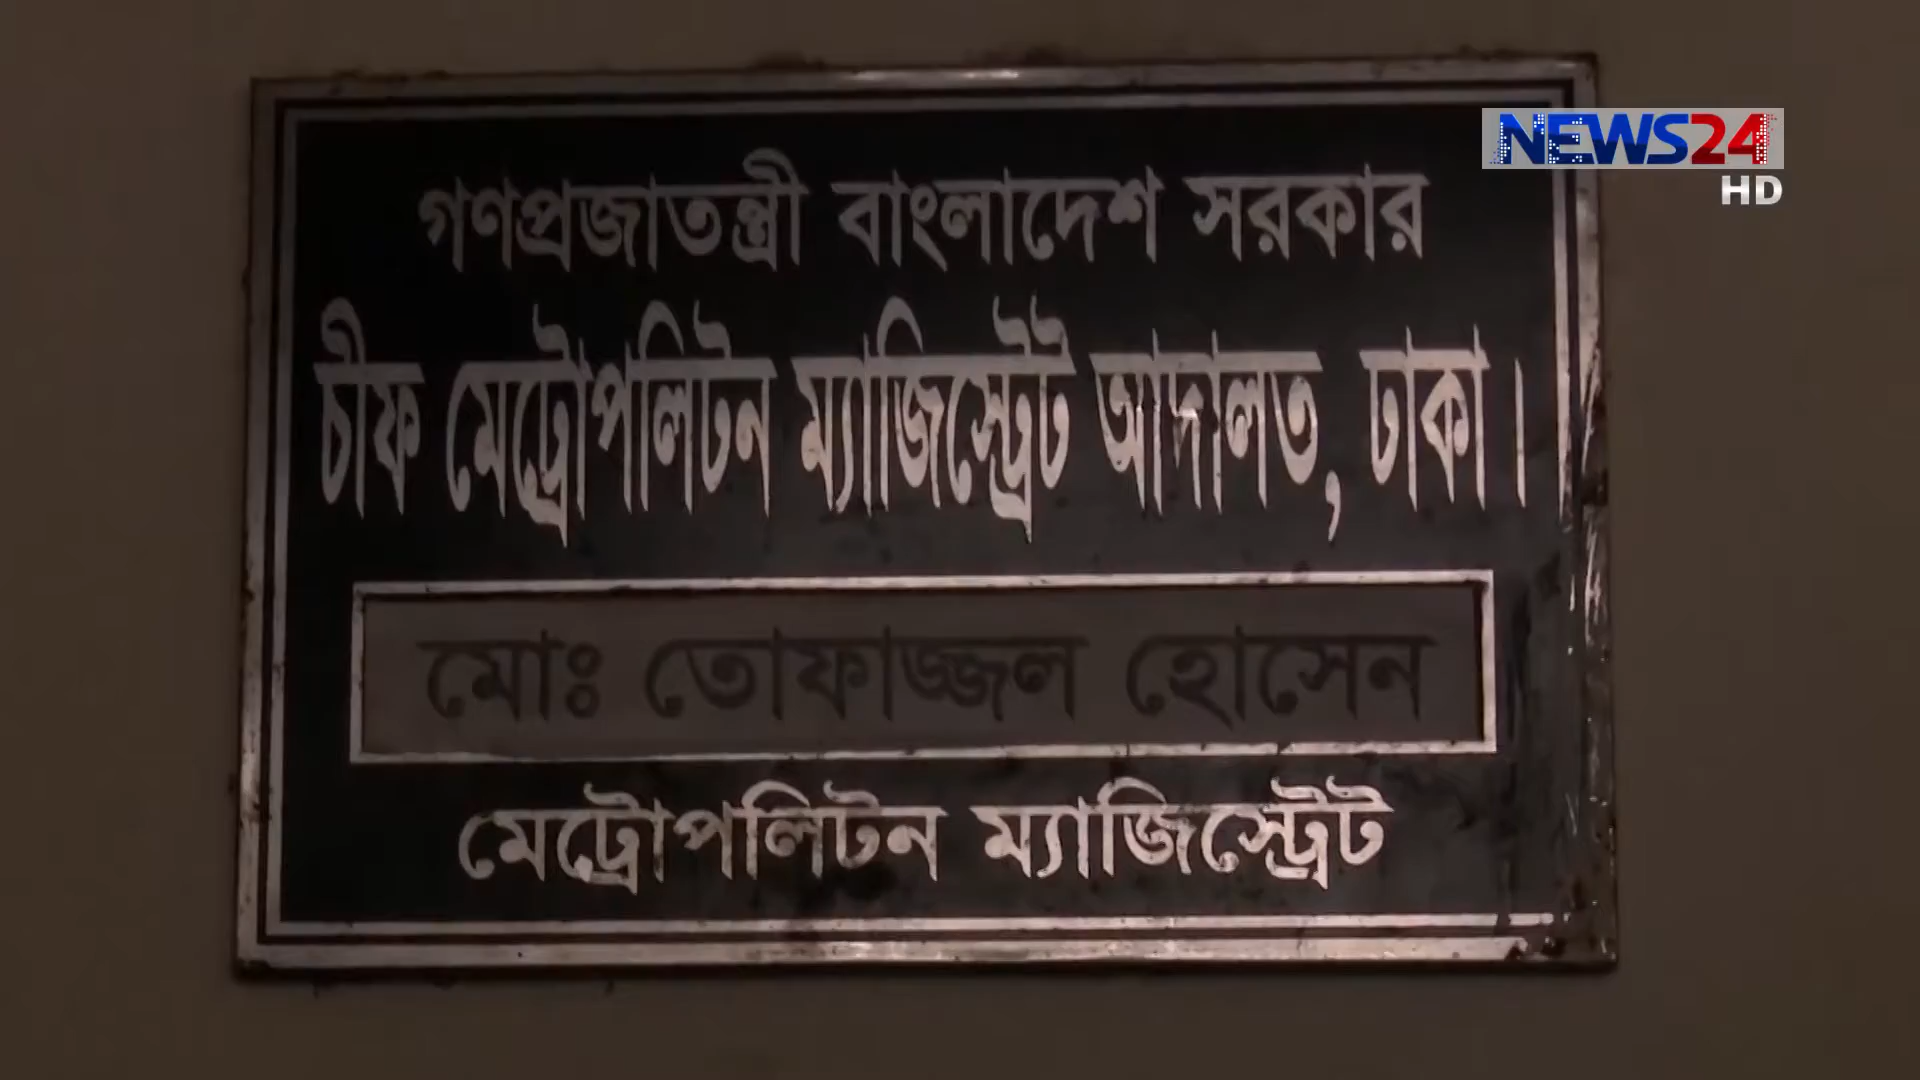 NEWS24
HD
গণপ্রজাতন্ত্রী বাংলাদেশ সরকার
চীফ মেট্রোপলিটন ম্যাজিস্ট্রেট আদালত, ঢাকা।
মোঃ তোফাজ্জল হোসেন
মেট্রোপলিটন ম্যাজিস্ট্রেট